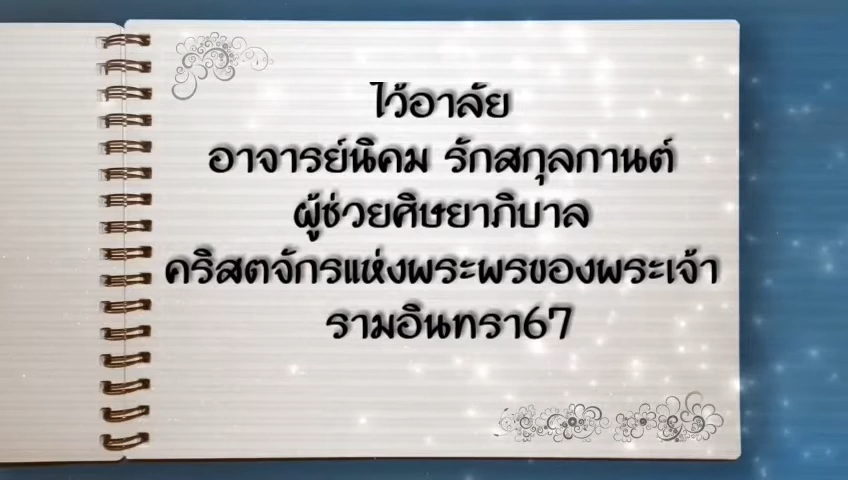 ไว้อาลัย
อาจารย์นิคม รักสกุลกานต์
ผู้ช่วยศิษยาภิบาล
คริสตจักรแห่งพระพรของพระเจ้า
รามอินทรา67